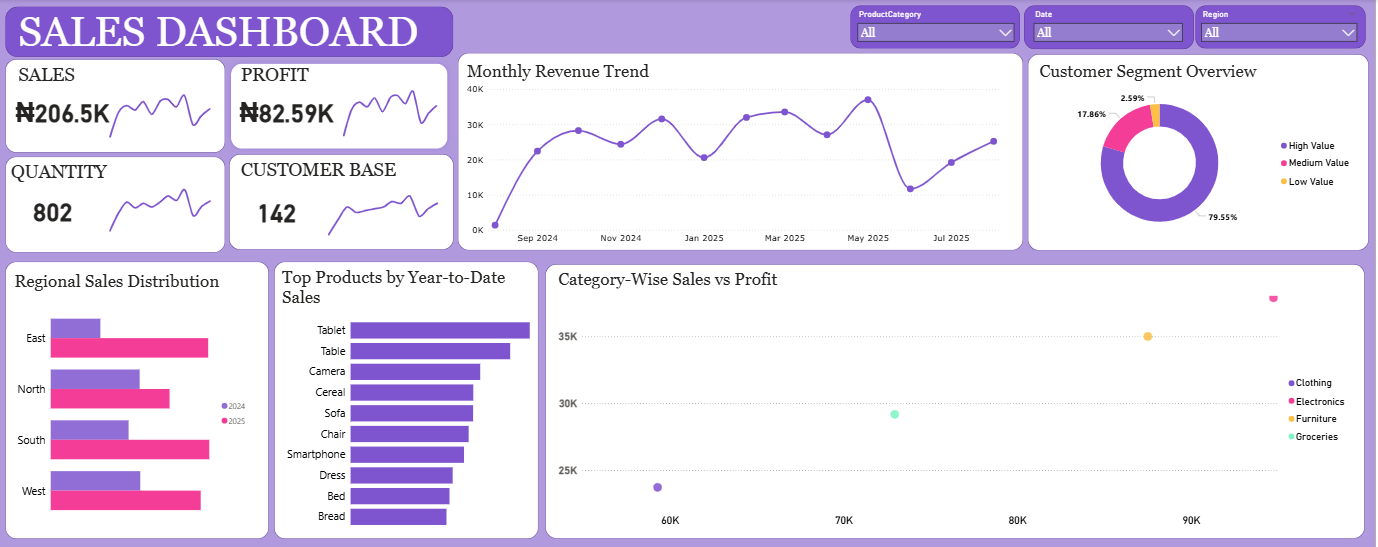 SALES DASHBOARD
ProductCategory
All
Date
All
Region
All
SALES
₦206.5K
PROFIT
₦82.59K
QUANTITY
802
CUSTOMER BASE
142
Monthly Revenue Trend
40K
30K
20K
10K
0K
Sep 2024 Nov 2024 Jan 2025 Mar 2025 May 2025 Jul 2025
Customer Segment Overview
2.59%
17.86%
79.55%
High Value
Medium Value
Low Value
Regional Sales Distribution
East
North
South
West
2024
2025
Top Products by Year-to-Date
Sales
Tablet
Table
Camera
Cereal
Sofa
Chair
Smartphone
Dress
Bed
Bread
Category-Wise Sales vs Profit
35K
30K
25K
60K 70K 80K 90K
Clothing
Electronics
Furniture
Groceries